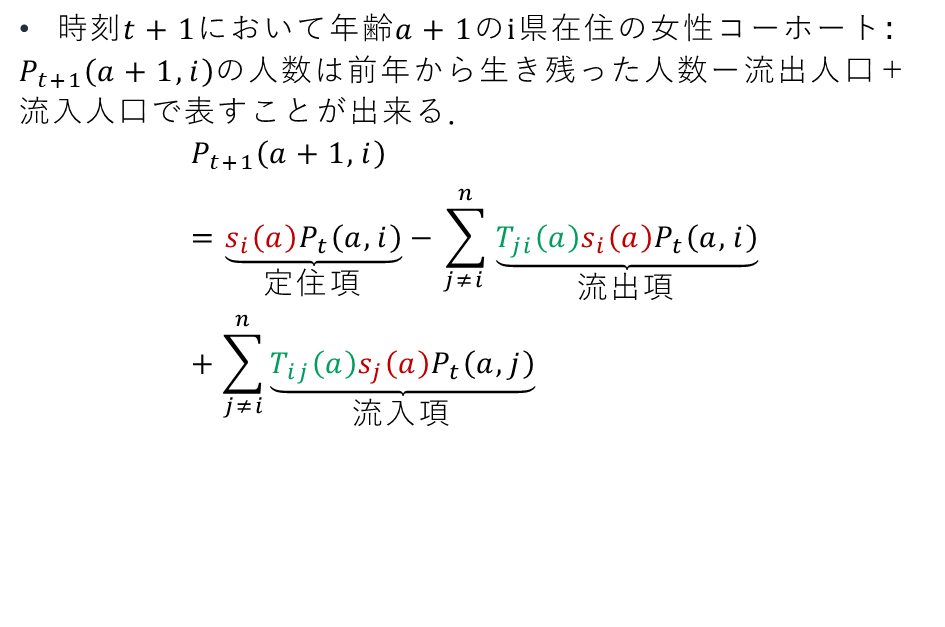 • 時刻t + 1において年齢a + 1のi県在住の女性コーホート:
P_{t+1}(a + 1, i)の人数は前年から生き残った人数ー流出人口＋
流入人口で表すことが出来る.
P_{t+1}(a + 1, i)
= s_i(a)P_t(a, i) − ∑_{j≠i}^{n} T_{ji}(a)s_i(a)P_t(a, i)
定住項 流出項
+ ∑_{j≠i}^{n} T_{ij}(a)s_j(a)P_t(a, j)
流入項